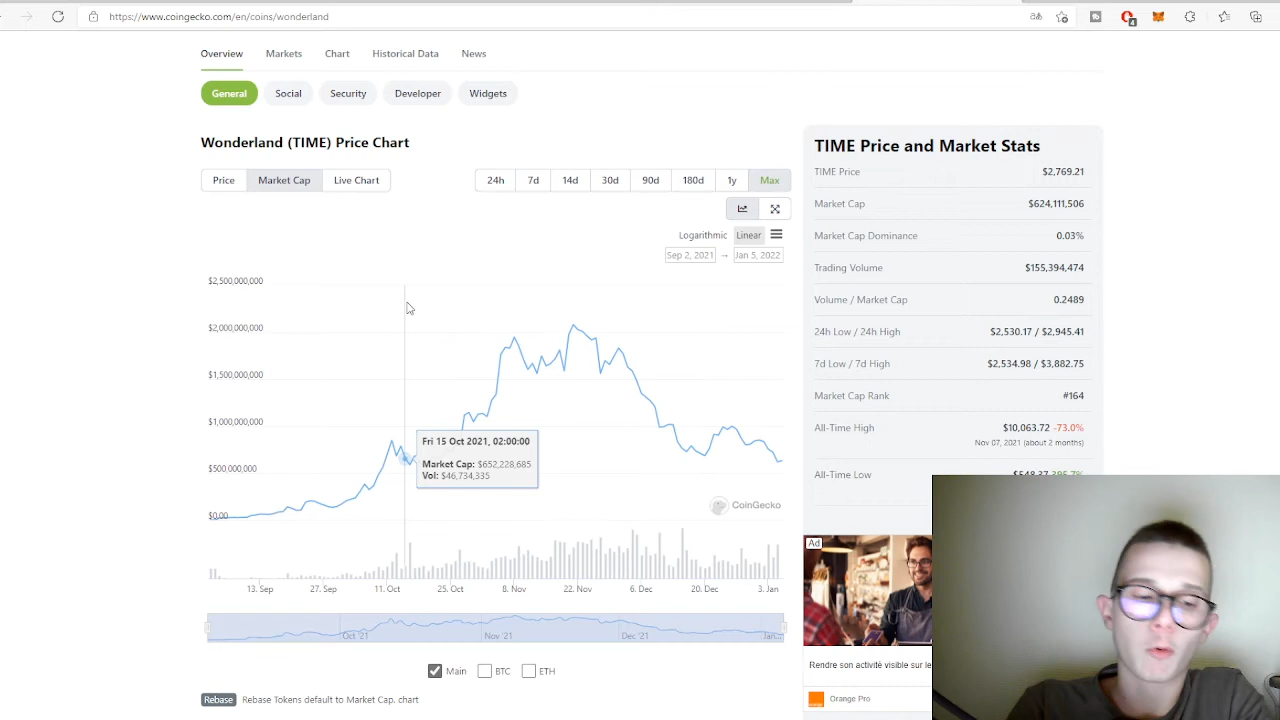 https://www.coingecko.com/en/coins/wonderland
4
Overview
Markets
Chart
Historical Data
News
General
Social
Security
Developer
Widgets
Wonderland (TIME) Price Chart
Price
Market Cap
Live Chart
24h
7d
14d
30d
90d
180d
1y
Max
Logarithmic
Linear
Sep 2, 2021 → Jan 5, 2022
$2,500,000,000
$2,000,000,000
$1,500,000,000
$1,000,000,000
$500,000,000
$0.00
Fri 15 Oct 2021, 02:00:00
Market Cap: $652,228,685
Vol: $46,734,335
CoinGecko
13. Sep
27. Sep
11. Oct
25. Oct
8. Nov
22. Nov
6. Dec
20. Dec
3. Jan
Oct '21
Nov '21
Dec '21
Jan...
Main
BTC
ETH
Rebase
Rebase Tokens default to Market Cap. chart
TIME Price and Market Stats
TIME Price $2,769.21
Market Cap $624,111,506
Market Cap Dominance 0.03%
Trading Volume $155,394,474
Volume / Market Cap 0.2489
24h Low / 24h High $2,530.17 / $2,945.41
7d Low / 7d High $2,534.98 / $3,882.75
Market Cap Rank #164
All-Time High $10,063.72 -73.0%
Nov 07, 2021 (about 2 months)
All-Time Low
Ad
Rendre son activité visible sur
Orange Pro